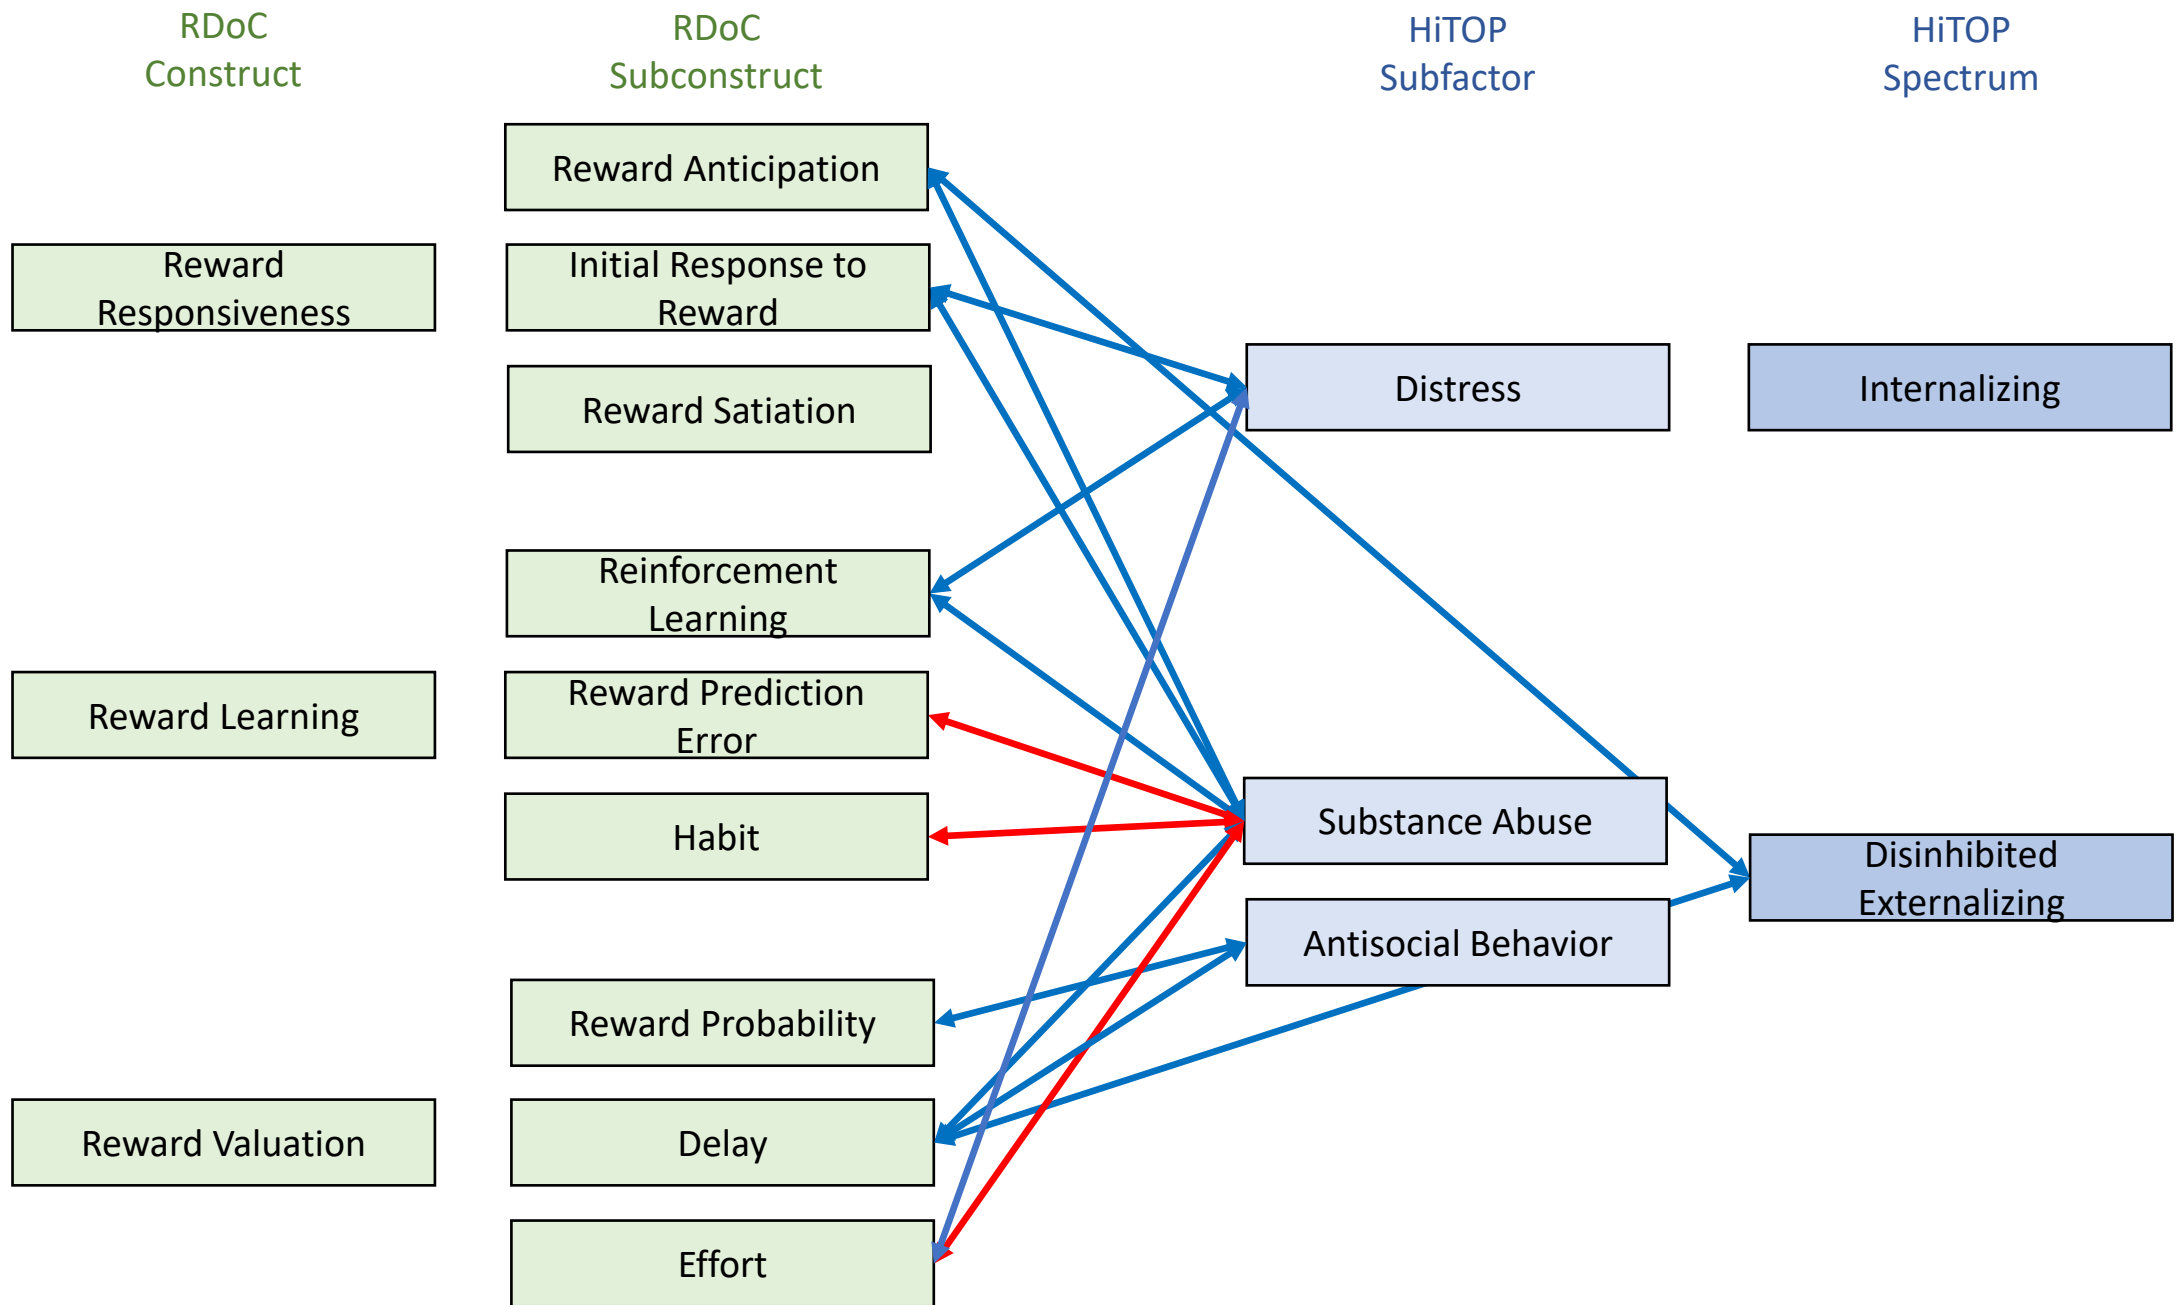 RDoC
Construct
RDoC
Subconstruct
HiTOP
Subfactor
HiTOP
Spectrum
Reward Anticipation
Reward
Responsiveness
Initial Response to
Reward
Reward Satiation
Distress
Internalizing
Reinforcement
Learning
Reward Learning
Reward Prediction
Error
Habit
Substance Abuse
Disinhibited
Externalizing
Antisocial Behavior
Reward Probability
Reward Valuation
Delay
Effort